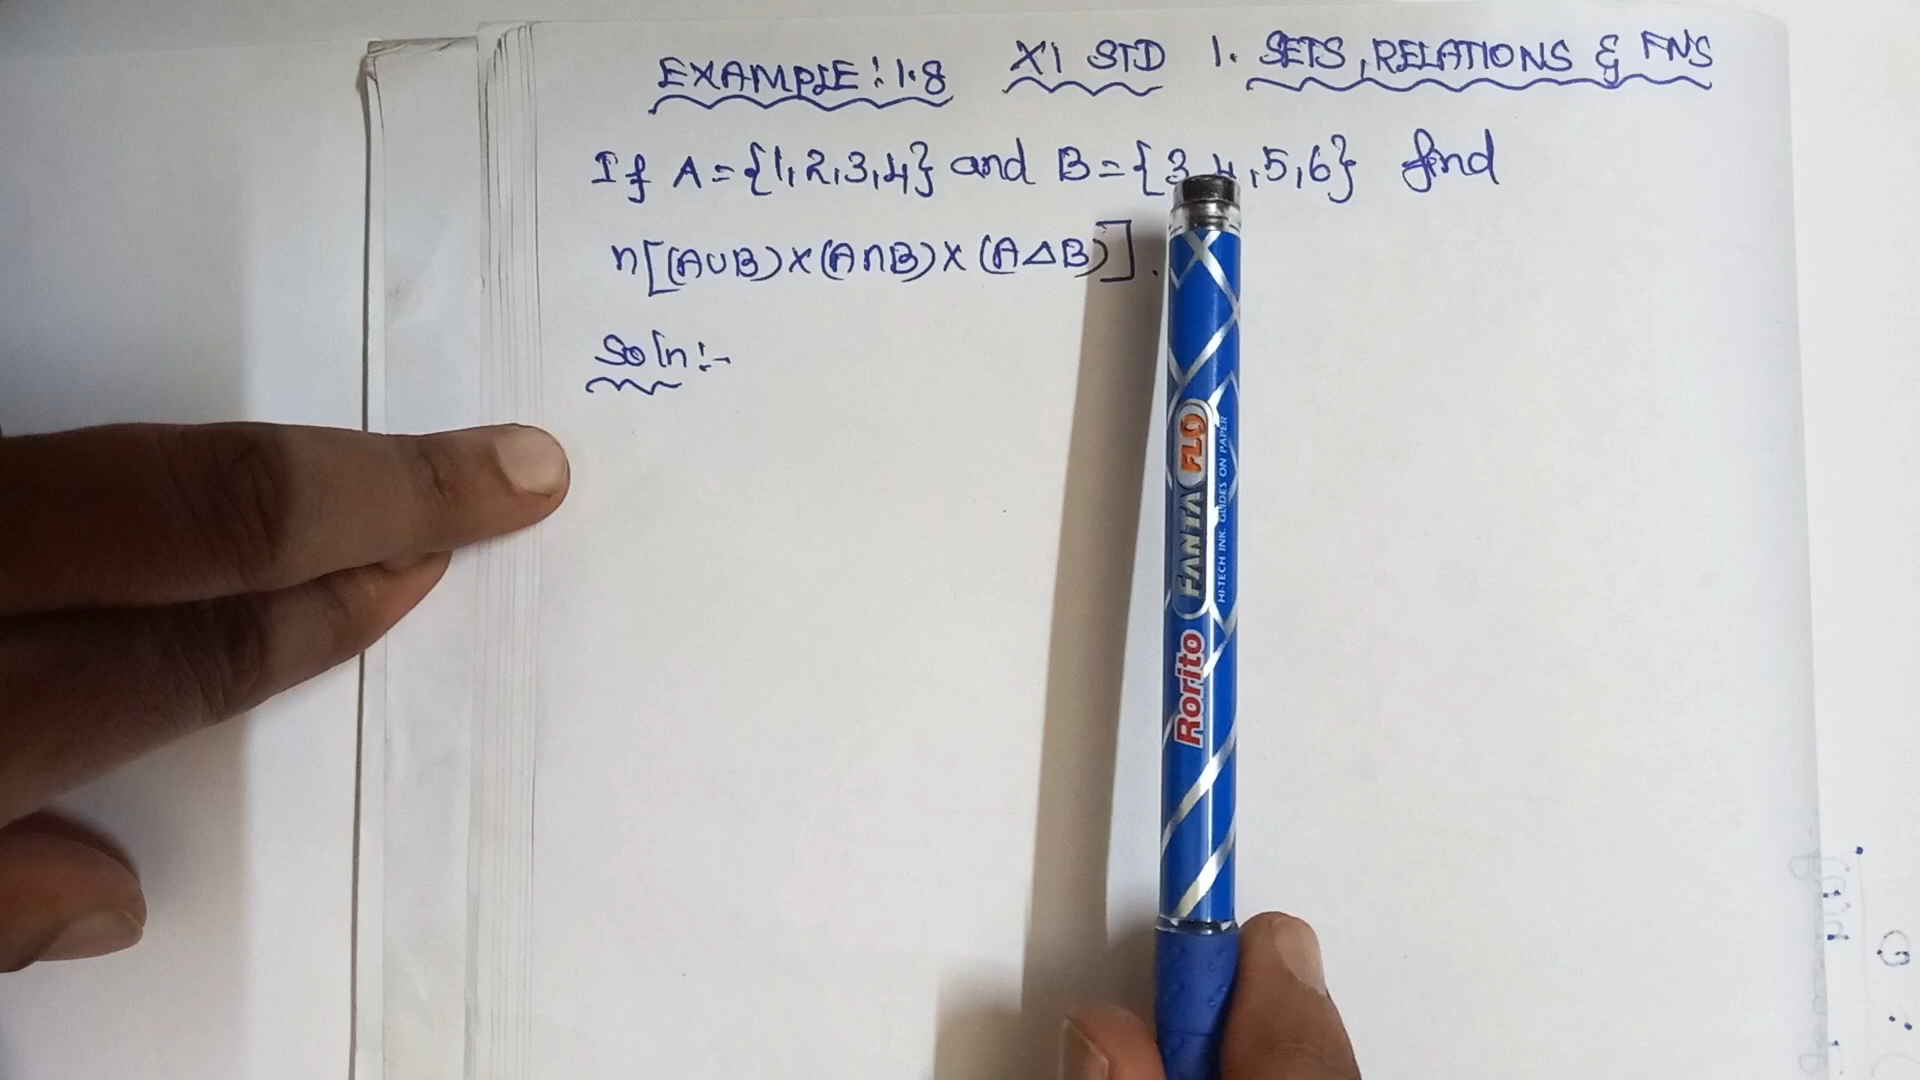 EXAMPLE: 1.8 XI STD 1. SETS, RELATIONS & FNS
If A = {1,2,3,4} and B = {3,4,5,6} find
n[(A∪B)×(A∩B)×(A△B)].
Soln:-
Rorito FANTA FLO
HI-TECH INK. GLIDES ON PAPER